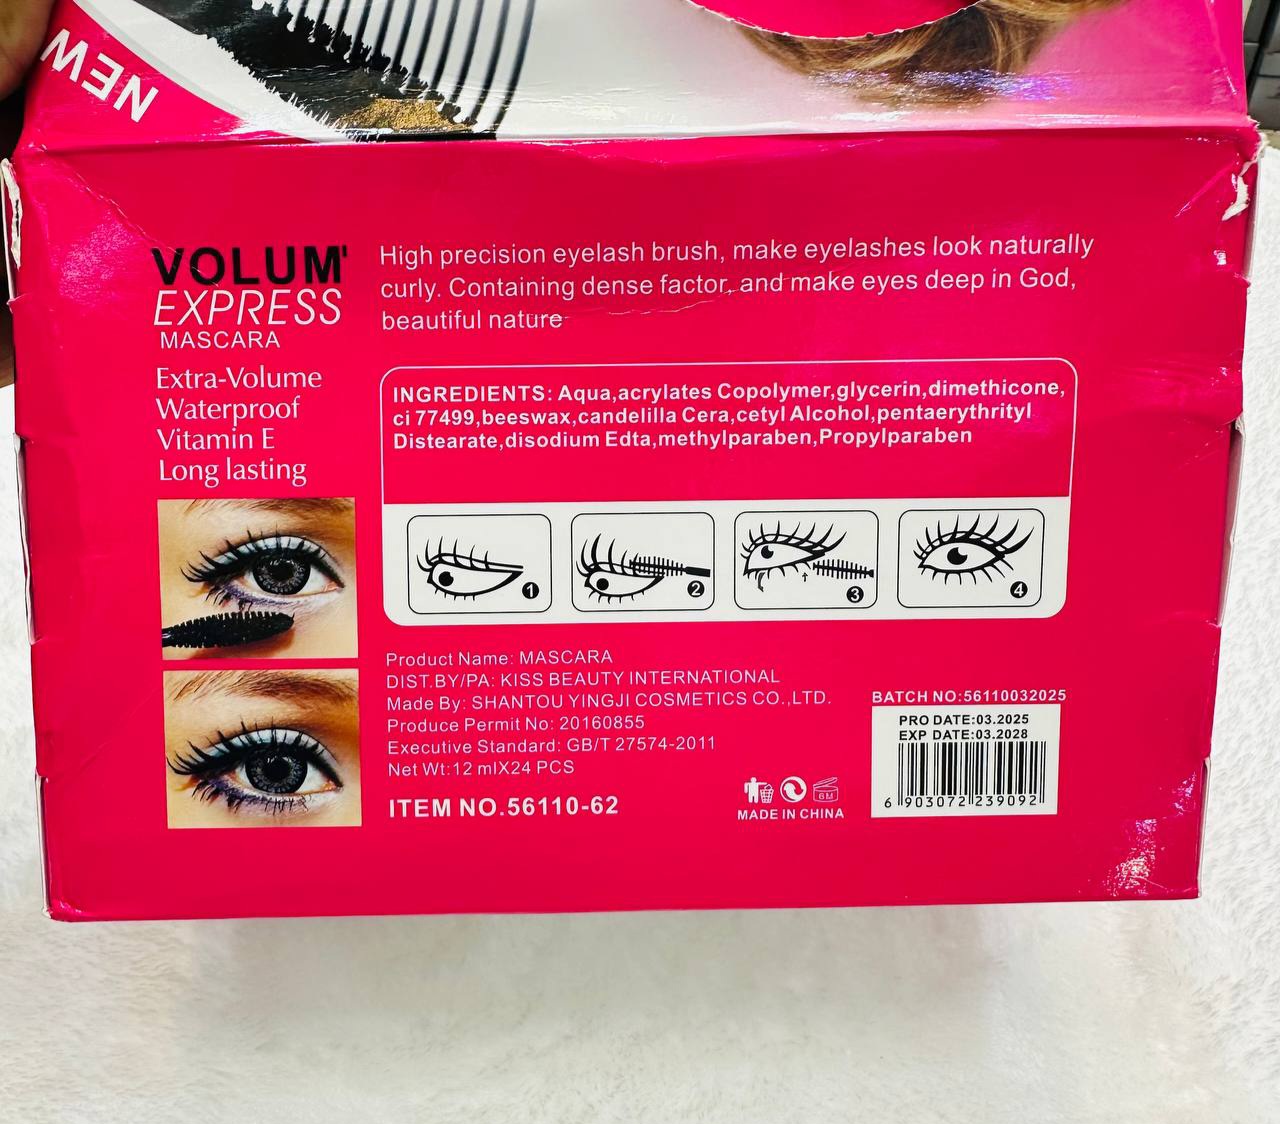 NEW
VOLUM'
EXPRESS
MASCARA
Extra-Volume
Waterproof
Vitamin E
Long lasting
High precision eyelash brush, make eyelashes look naturally
curly. Containing dense factor, and make eyes deep in God,
beautiful nature
INGREDIENTS: Aqua,acrylates Copolymer,glycerin,dimethicone,
ci 77499,beeswax,candelilla Cera,cetyl Alcohol,pentaerythrityl
Distearate,disodium Edta,methylparaben,Propylparaben
1
2
3
4
Product Name: MASCARA
DIST.BY/PA: KISS BEAUTY INTERNATIONAL
Made By: SHANTOU YINGJI COSMETICS CO.,LTD.
Produce Permit No: 20160855
Executive Standard: GB/T 27574-2011
Net Wt:12 mlX24 PCS
ITEM NO.56110-62
6M
MADE IN CHINA
BATCH NO:56110032025
PRO DATE:03.2025
EXP DATE:03.2028
6 903072 239092